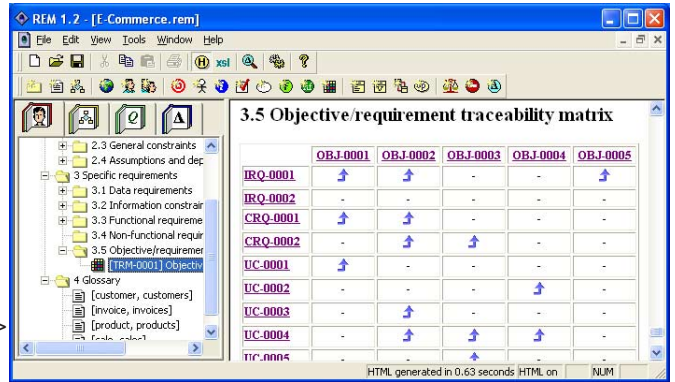 REM 1.2 - [E-Commerce.rem]
File Edit View Tools Window Help
H xsl
Q Δ
2.3 General constraints
2.4 Assumptions and dep
3 Specific requirements
3.1 Data requirements
3.2 Information constrair
3.3 Functional requireme
3.4 Non-functional requir
3.5 Objective/requiremer
[TRM-0001] Objectiv
4 Glossary
[customer, customers]
[invoice, invoices]
[product, products]
[sale, sales]
>
3.5 Objective/requirement traceability matrix
OBJ-0001 OBJ-0002 OBJ-0003 OBJ-0004 OBJ-0005
IRQ-0001 - -
IRQ-0002 - - - - -
CRQ-0001 - - -
CRQ-0002 - - -
UC-0001 - - - -
UC-0002 - - - -
UC-0003 - - - -
UC-0004 - -
UC-0005 - - - -
HTML generated in 0.63 seconds HTML on NUM